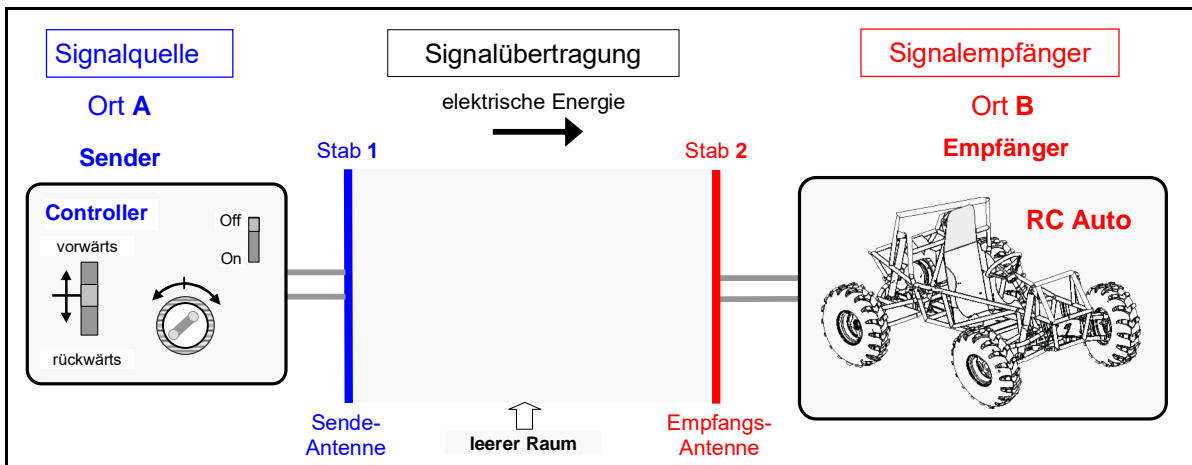 Signalquelle
Signalübertragung
Signalempfänger
Ort A
elektrische Energie
Ort B
Sender
Stab 1
Stab 2
Empfänger
Controller
vorwärts
rückwärts
Off
On
RC Auto
Sende-
Antenne
leerer Raum
Empfangs-
Antenne